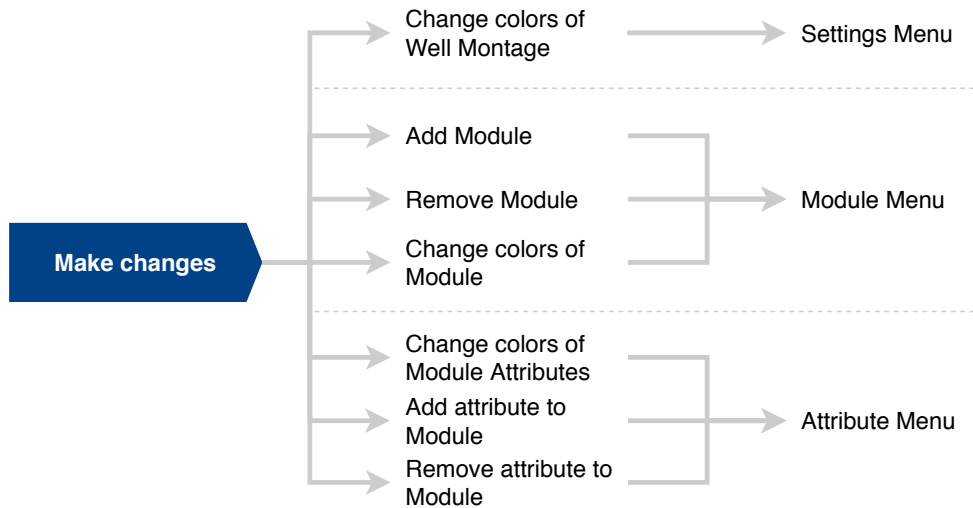 Change colors of
Well Montage
Settings Menu
Add Module
Remove Module
Module Menu
Make changes
Change colors of
Module
Change colors of
Module Attributes
Add attribute to
Module
Attribute Menu
Remove attribute to
Module